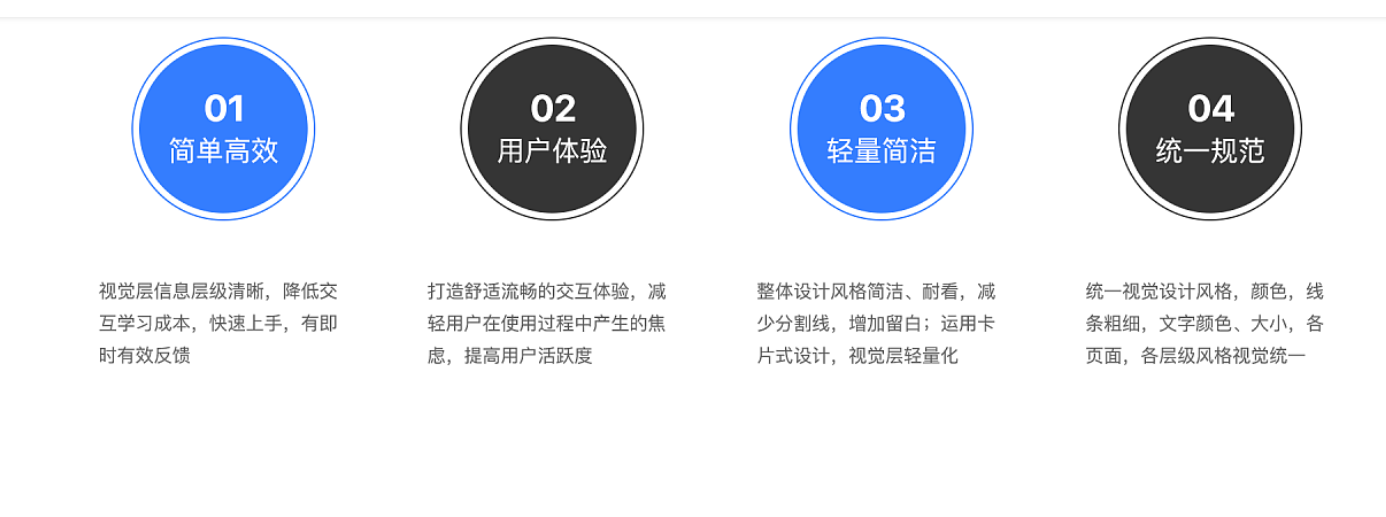 01
简单高效
视觉层信息层级清晰，降低交
互学习成本，快速上手，有即
时有效反馈
02
用户体验
打造舒适流畅的交互体验，减
轻用户在使用过程中产生的焦
虑，提高用户活跃度
03
轻量简洁
整体设计风格简洁、耐看，减
少分割线，增加留白；运用卡
片式设计，视觉层轻量化
04
统一规范
统一视觉设计风格，颜色，线
条粗细，文字颜色、大小，各
页面，各层级风格视觉统一